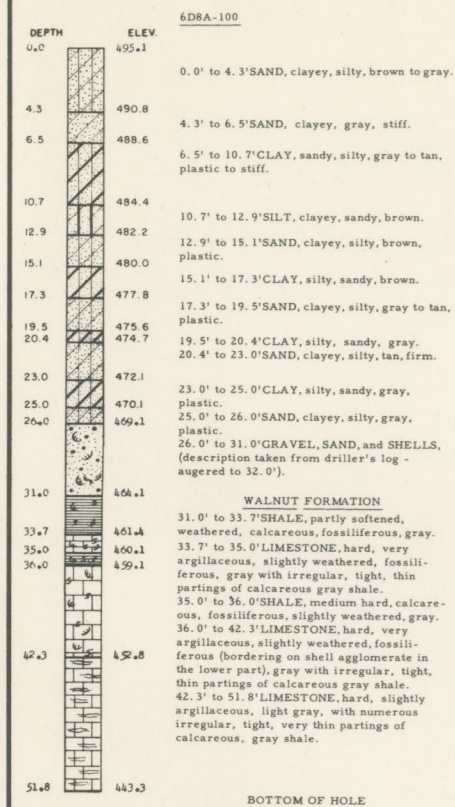 6D8A-100
DEPTH ELEV.
0.0 495.1
0.0' to 4.3'SAND, clayey, silty, brown to gray.
4.3 490.8
4.3' to 6.5'SAND, clayey, gray, stiff.
6.5 488.6
6.5' to 10.7'CLAY, sandy, silty, gray to tan,
plastic to stiff.
10.7 484.4
10.7' to 12.9'SILT, clayey, sandy, brown.
12.9 482.2
12.9' to 15.1'SAND, clayey, silty, brown,
plastic.
15.1 480.0
15.1' to 17.3'CLAY, silty, sandy, brown.
17.3 477.8
17.3' to 19.5'SAND, clayey, silty, gray to tan,
plastic.
19.5 475.6
19.5' to 20.4'CLAY, silty, sandy, gray.
20.4 474.7
20.4' to 23.0'SAND, clayey, silty, tan, firm.
23.0 472.1
23.0' to 25.0'CLAY, silty, sandy, gray,
plastic.
25.0 470.1
25.0' to 26.0'SAND, clayey, silty, gray,
plastic.
26.0 469.1
26.0' to 31.0'GRAVEL, SAND, and SHELLS,
(description taken from driller's log -
augered to 32.0').
31.0 464.1
WALNUT FORMATION
31.0' to 33.7'SHALE, partly softened,
weathered, calcareous, fossiliferous, gray.
33.7 461.4
33.7' to 35.0'LIMESTONE, hard, very
argillaceous, slightly weathered, fossili-
ferous, gray with irregular, tight, thin
partings of calcareous gray shale.
35.0 460.1
35.0' to 36.0'SHALE, medium hard, calcare-
ous, fossiliferous, slightly weathered, gray.
36.0 459.1
36.0' to 42.3'LIMESTONE, hard, very
argillaceous, slightly weathered, fossili-
ferous (bordering on shell agglomerate in
the lower part), gray with irregular, tight,
thin partings of calcareous gray shale.
42.3 452.8
42.3' to 51.8'LIMESTONE, hard, slightly
argillaceous, light gray, with numerous
irregular, tight, very thin partings of
calcareous, gray shale.
51.8 443.3
BOTTOM OF HOLE